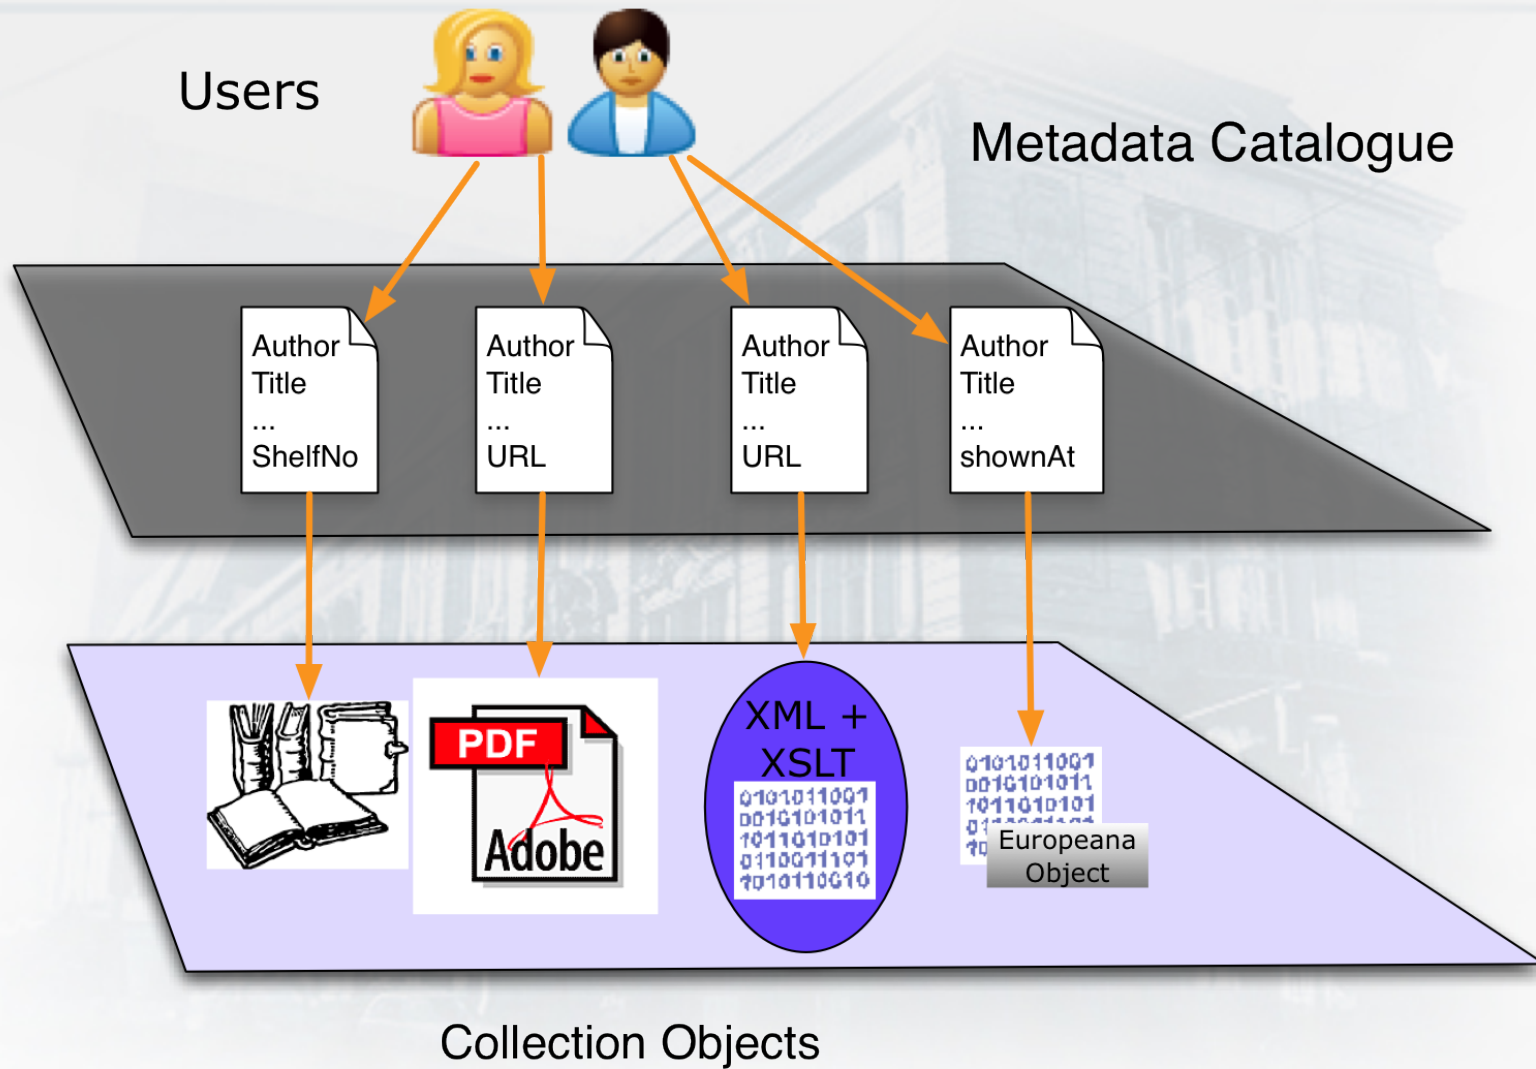 Users
Metadata Catalogue
Author
Title
...
ShelfNo
Author
Title
...
URL
Author
Title
...
URL
Author
Title
...
shownAt
PDF
Adobe
XML +
XSLT
0101011001
0010101011
1011010101
0110011101
1010110010
0101011001
0010101011
1011010101
Europeana
Object
Collection Objects